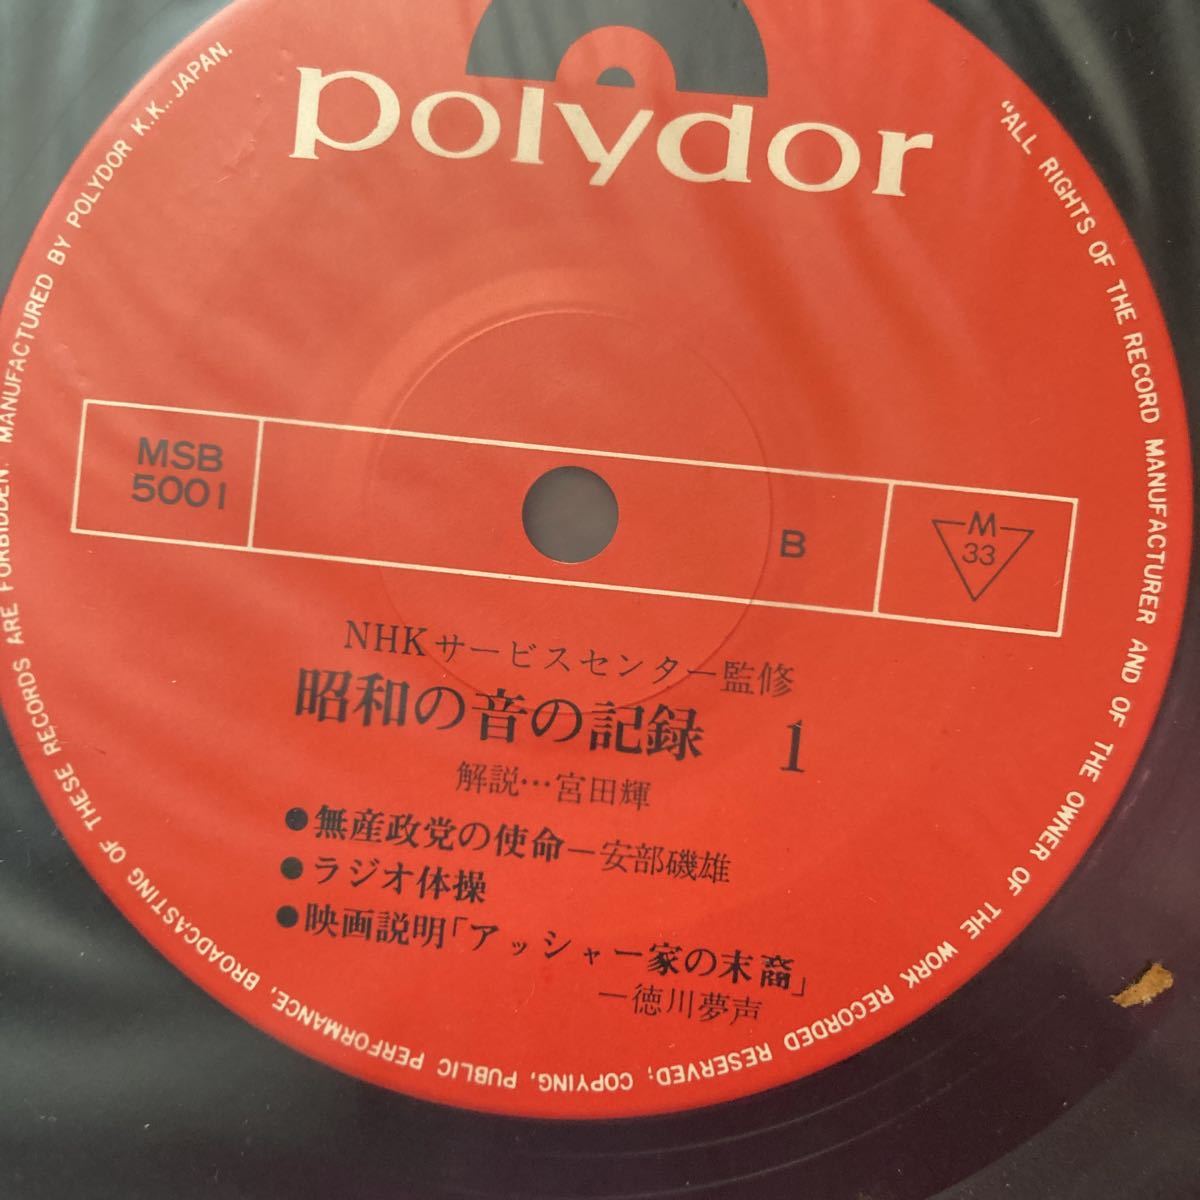 polydor
MSB
5001
B
M
33
NHKサービスセンター監修
昭和の音の記録 1
解説…宮田輝
●無産政党の使命—安部磯雄
●ラジオ体操
●映画説明「アッシャー家の末裔」
—徳川夢声
"ALL RIGHTS OF THE RECORD MANUFACTURER AND OF THE OWNER OF THE WORK RECORDED RESERVED; COPYING, PUBLIC PERFORMANCE, BROADCASTING OF THESE RECORDS ARE FORBIDDEN. MANUFACTURED BY POLYDOR K.K., JAPAN.